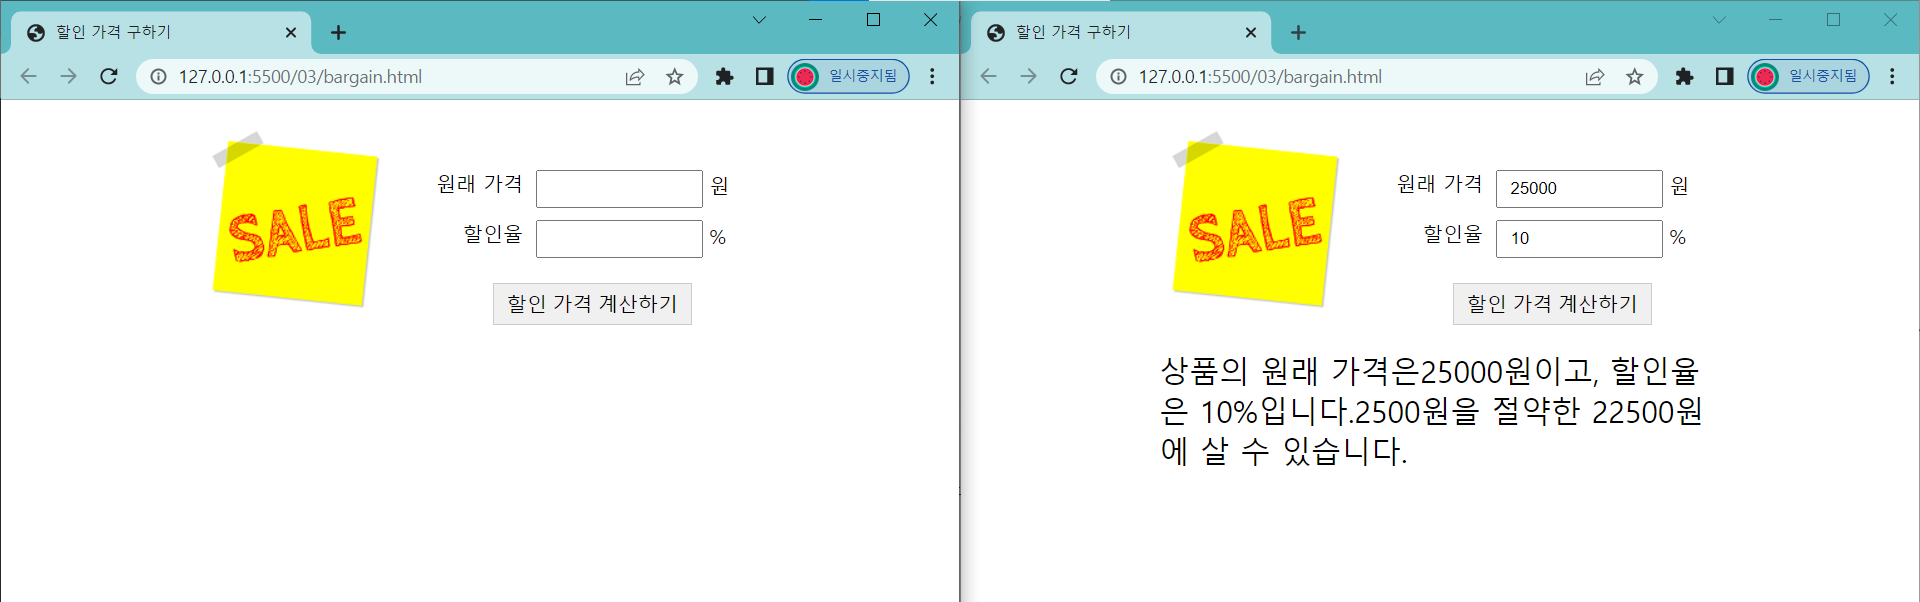 할인 가격 구하기
127.0.0.1:5500/03/bargain.html
일시중지됨
SALE
원래 가격 원
할인율 %
할인 가격 계산하기
할인 가격 구하기
127.0.0.1:5500/03/bargain.html
일시중지됨
SALE
원래 가격 25000 원
할인율 10 %
할인 가격 계산하기
상품의 원래 가격은25000원이고, 할인율
은 10%입니다.2500원을 절약한 22500원
에 살 수 있습니다.